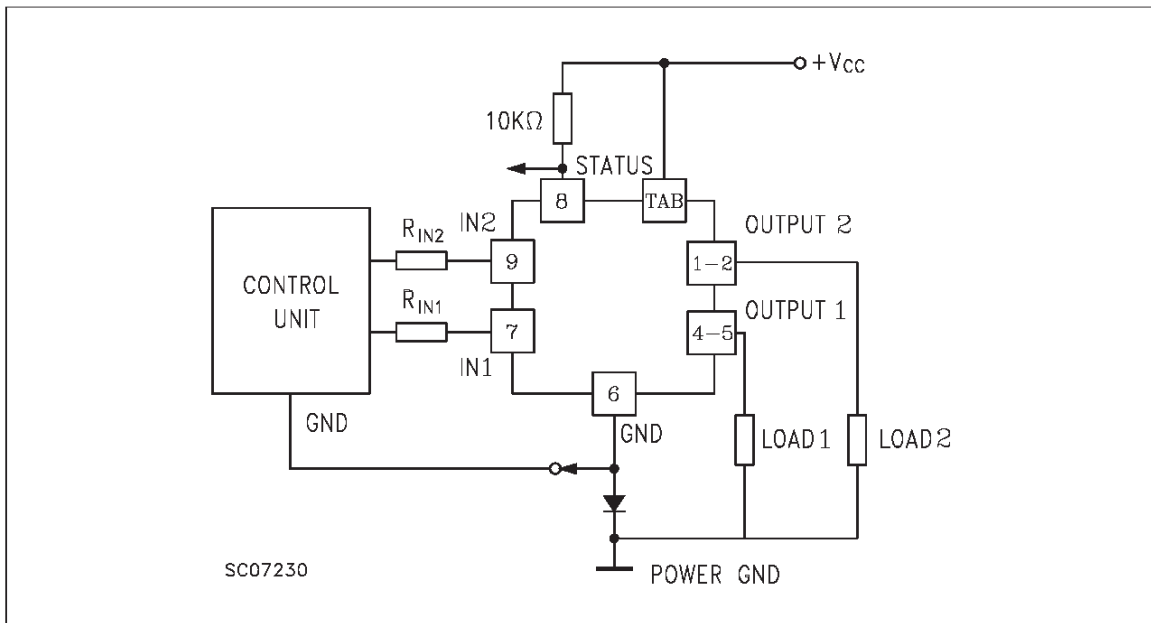 +VCC
10KΩ
STATUS
8
TAB
RIN2
IN2
9
OUTPUT 2
1-2
CONTROL
UNIT
RIN1
7
IN1
OUTPUT 1
4-5
6
GND
GND
LOAD 1
LOAD 2
SC07230
POWER GND